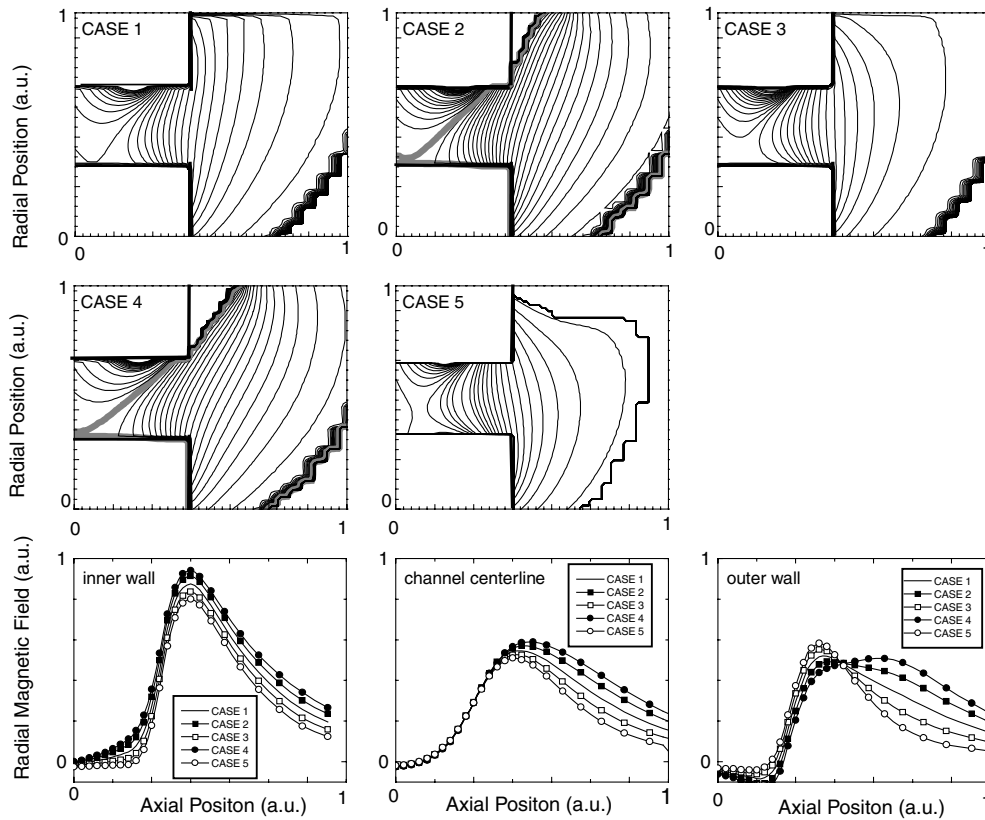 CASE 1
CASE 2
CASE 3
Radial Position (a.u.)
1
0
0
1
1
0
0
1
1
0
0
1
CASE 4
CASE 5
Radial Position (a.u.)
1
0
0
1
1
0
0
1
Radial Magnetic Field (a.u.)
1
0
inner wall
CASE 1
CASE 2
CASE 3
CASE 4
CASE 5
0
Axial Positon (a.u.)
1
1
0
channel centerline
CASE 1
CASE 2
CASE 3
CASE 4
CASE 5
0
Axial Position (a.u.)
1
1
0
outer wall
CASE 1
CASE 2
CASE 3
CASE 4
CASE 5
0
Axial Position (a.u.)
1